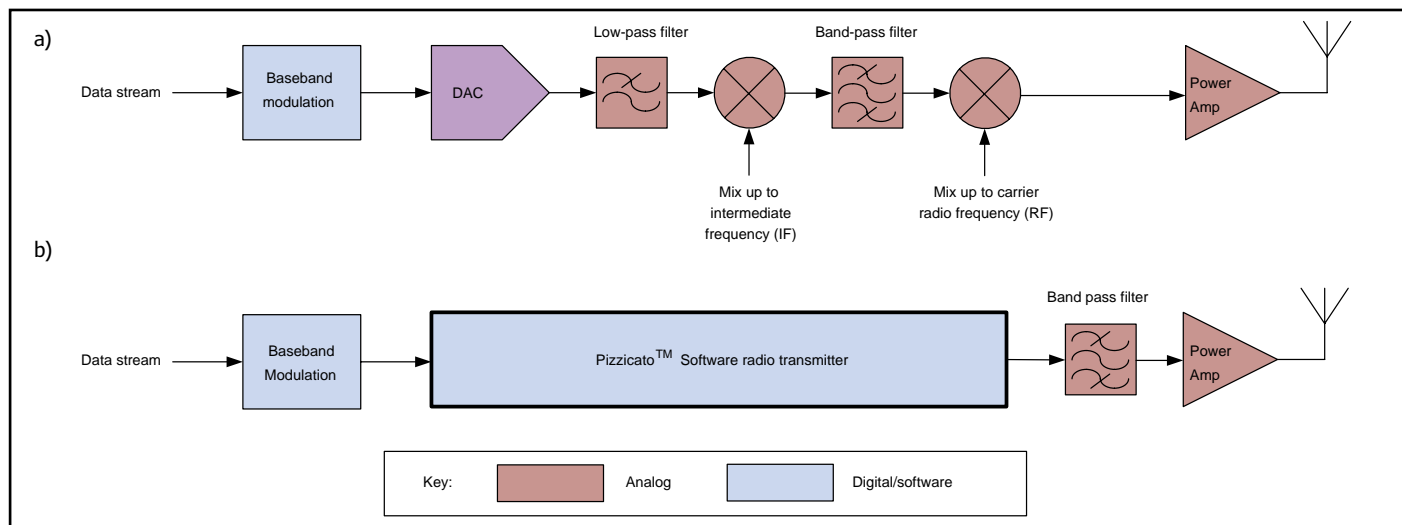 a)
Low-pass filter
Band-pass filter
Data stream
Baseband
modulation
DAC
Power
Amp
Mix up to
intermediate
frequency (IF)
Mix up to carrier
radio frequency (RF)
b)
Band pass filter
Data stream
Baseband
Modulation
Pizzicato™ Software radio transmitter
Power
Amp
Key:
Analog
Digital/software